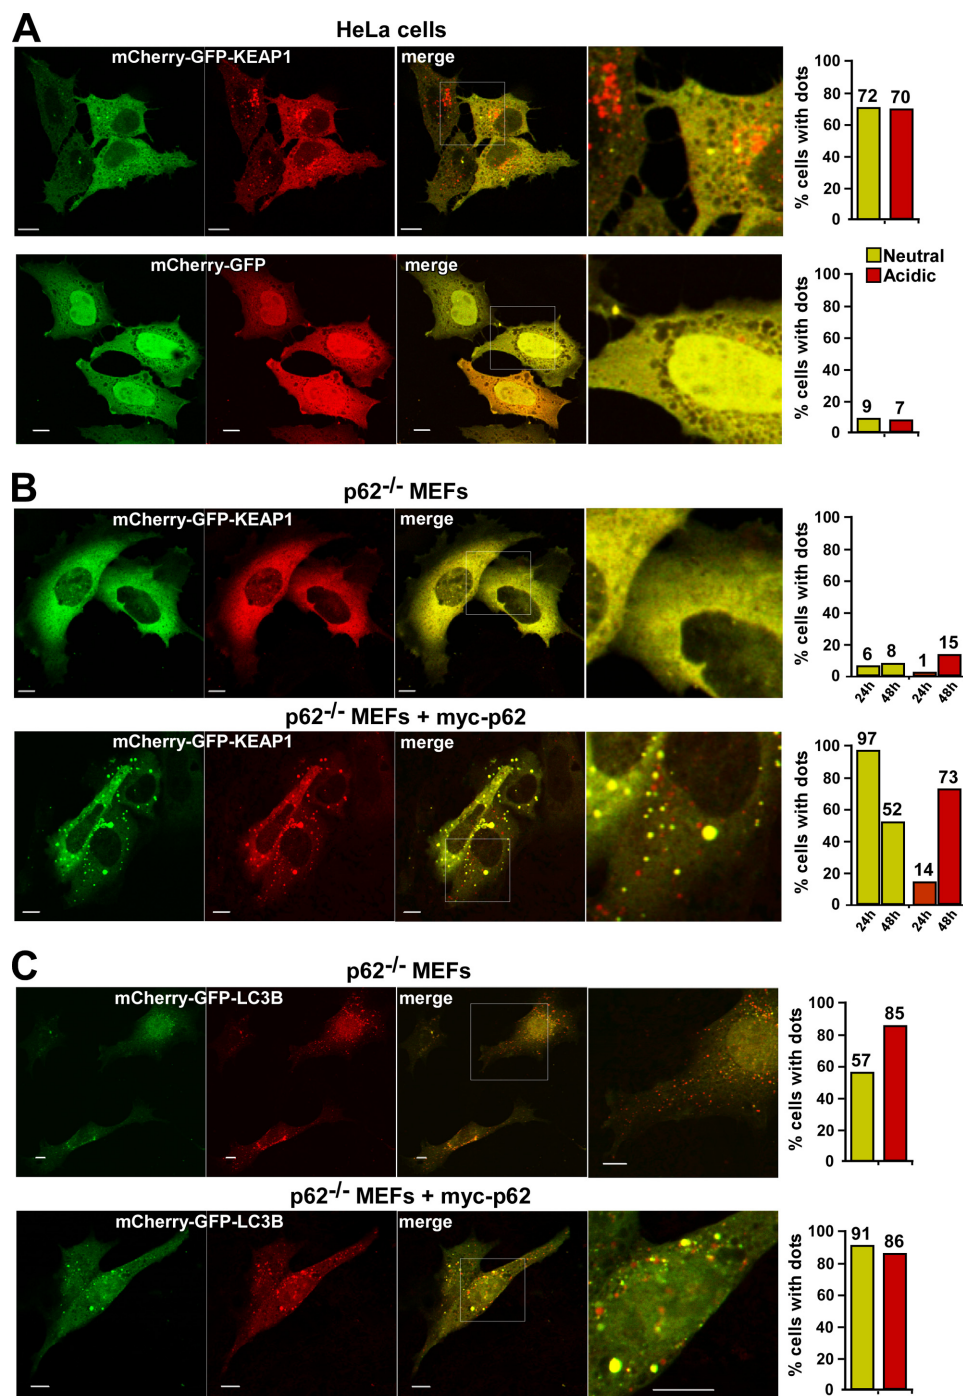 A
HeLa cells
mCherry-GFP-KEAP1
merge
% cells with dots
100
80
60
40
20
0
72
70
Neutral
Acidic
mCherry-GFP
merge
% cells with dots
100
80
60
40
20
0
9
7
B
p62-/- MEFs
mCherry-GFP-KEAP1
merge
% cells with dots
100
80
60
40
20
0
6
8
1
15
24h
48h
24h
48h
p62-/- MEFs + myc-p62
mCherry-GFP-KEAP1
merge
% cells with dots
100
80
60
40
20
0
97
52
14
73
24h
48h
24h
48h
C
p62-/- MEFs
mCherry-GFP-LC3B
merge
% cells with dots
100
80
60
40
20
0
57
85
p62-/- MEFs + myc-p62
mCherry-GFP-LC3B
merge
% cells with dots
100
80
60
40
20
0
91
86